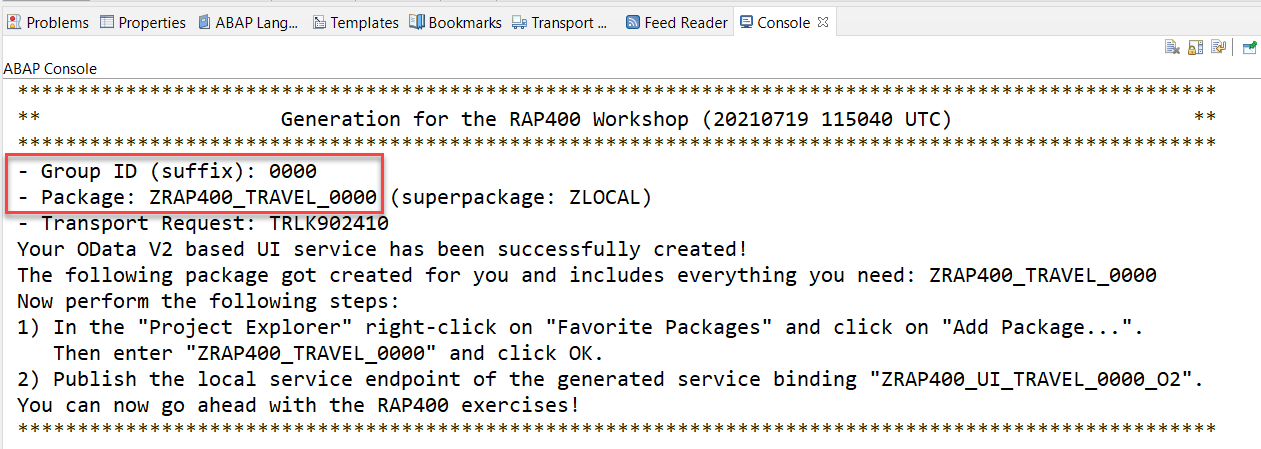 Problems Properties ABAP Lang... Templates Bookmarks Transport ... Feed Reader Console
ABAP Console
****************************************************************************************************
** Generation for the RAP400 Workshop (20210719 115040 UTC) **
****************************************************************************************************
- Group ID (suffix): 0000
- Package: ZRAP400_TRAVEL_0000 (superpackage: ZLOCAL)
- Transport Request: TRLK902410
Your OData V2 based UI service has been successfully created!
The following package got created for you and includes everything you need: ZRAP400_TRAVEL_0000
Now perform the following steps:
1) In the "Project Explorer" right-click on "Favorite Packages" and click on "Add Package...".
Then enter "ZRAP400_TRAVEL_0000" and click OK.
2) Publish the local service endpoint of the generated service binding "ZRAP400_UI_TRAVEL_0000_O2".
You can now go ahead with the RAP400 exercises!
****************************************************************************************************